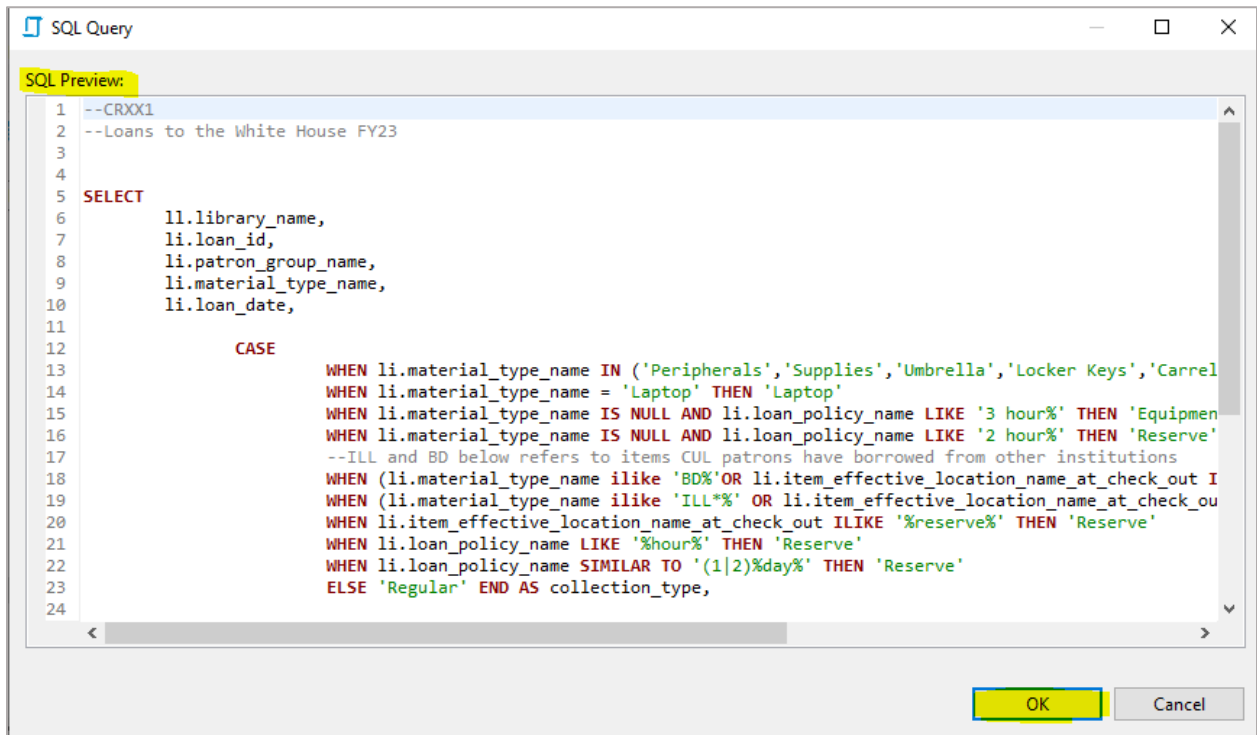 SQL Query
SQL Preview:
1 --CRXX1
2 --Loans to the White House FY23
3
4
5 SELECT
6 ll.library_name,
7 li.loan_id,
8 li.patron_group_name,
9 li.material_type_name,
10 li.loan_date,
11
12 CASE
13 WHEN li.material_type_name IN ('Peripherals','Supplies','Umbrella','Locker Keys','Carrel
14 WHEN li.material_type_name = 'Laptop' THEN 'Laptop'
15 WHEN li.material_type_name IS NULL AND li.loan_policy_name LIKE '3 hour%' THEN 'Equipmen
16 WHEN li.material_type_name IS NULL AND li.loan_policy_name LIKE '2 hour%' THEN 'Reserve'
17 --ILL and BD below refers to items CUL patrons have borrowed from other institutions
18 WHEN (li.material_type_name ilike 'BD%'OR li.item_effective_location_name_at_check_out I
19 WHEN (li.material_type_name ilike 'ILL*%' OR li.item_effective_location_name_at_check_ou
20 WHEN li.item_effective_location_name_at_check_out ILIKE '%reserve%' THEN 'Reserve'
21 WHEN li.loan_policy_name LIKE '%hour%' THEN 'Reserve'
22 WHEN li.loan_policy_name SIMILAR TO '(1|2)%day%' THEN 'Reserve'
23 ELSE 'Regular' END AS collection_type,
24
OK Cancel